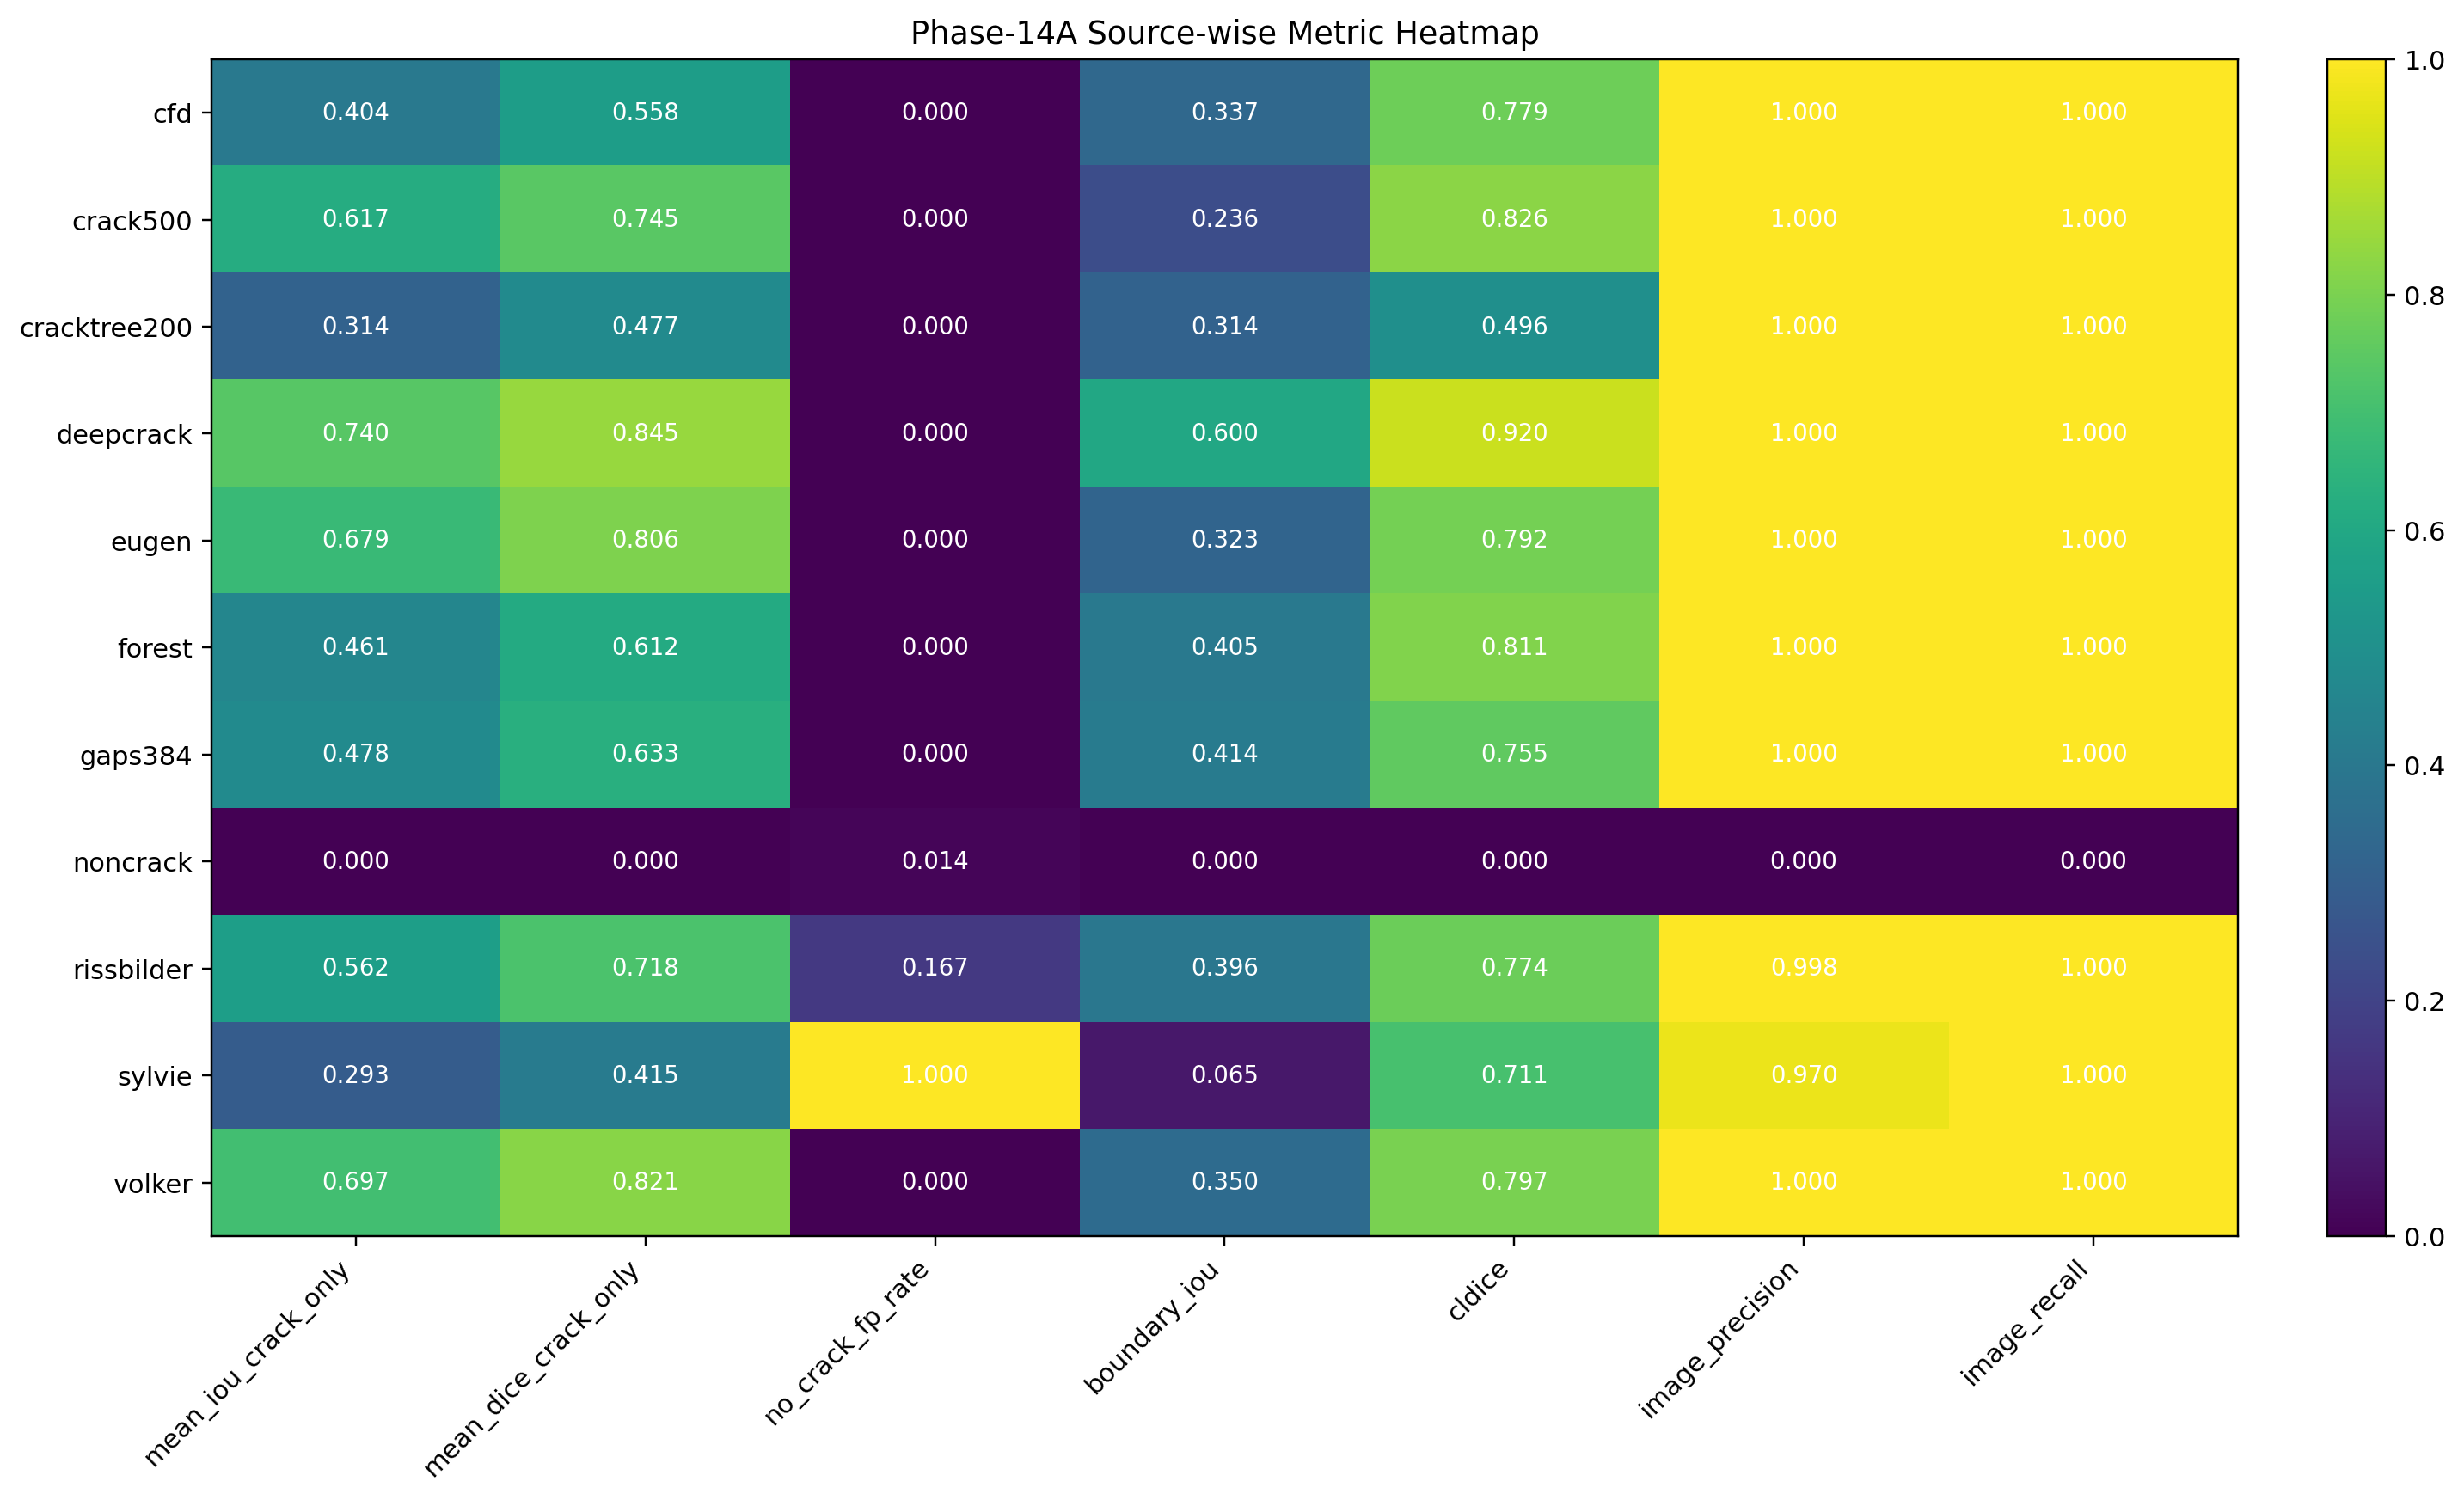 Phase-14A Source-wise Metric Heatmap
cfd 0.404 0.558 0.000 0.337 0.779 1.000 1.000
crack500 0.617 0.745 0.000 0.236 0.826 1.000 1.000
cracktree200 0.314 0.477 0.000 0.314 0.496 1.000 1.000
deepcrack 0.740 0.845 0.000 0.600 0.920 1.000 1.000
eugen 0.679 0.806 0.000 0.323 0.792 1.000 1.000
forest 0.461 0.612 0.000 0.405 0.811 1.000 1.000
gaps384 0.478 0.633 0.000 0.414 0.755 1.000 1.000
noncrack 0.000 0.000 0.014 0.000 0.000 0.000 0.000
rissbilder 0.562 0.718 0.167 0.396 0.774 0.998 1.000
sylvie 0.293 0.415 1.000 0.065 0.711 0.970 1.000
volker 0.697 0.821 0.000 0.350 0.797 1.000 1.000
mean_iou_crack_only
mean_dice_crack_only
no_crack_fp_rate
boundary_iou
cldice
image_precision
image_recall
1.0
0.8
0.6
0.4
0.2
0.0